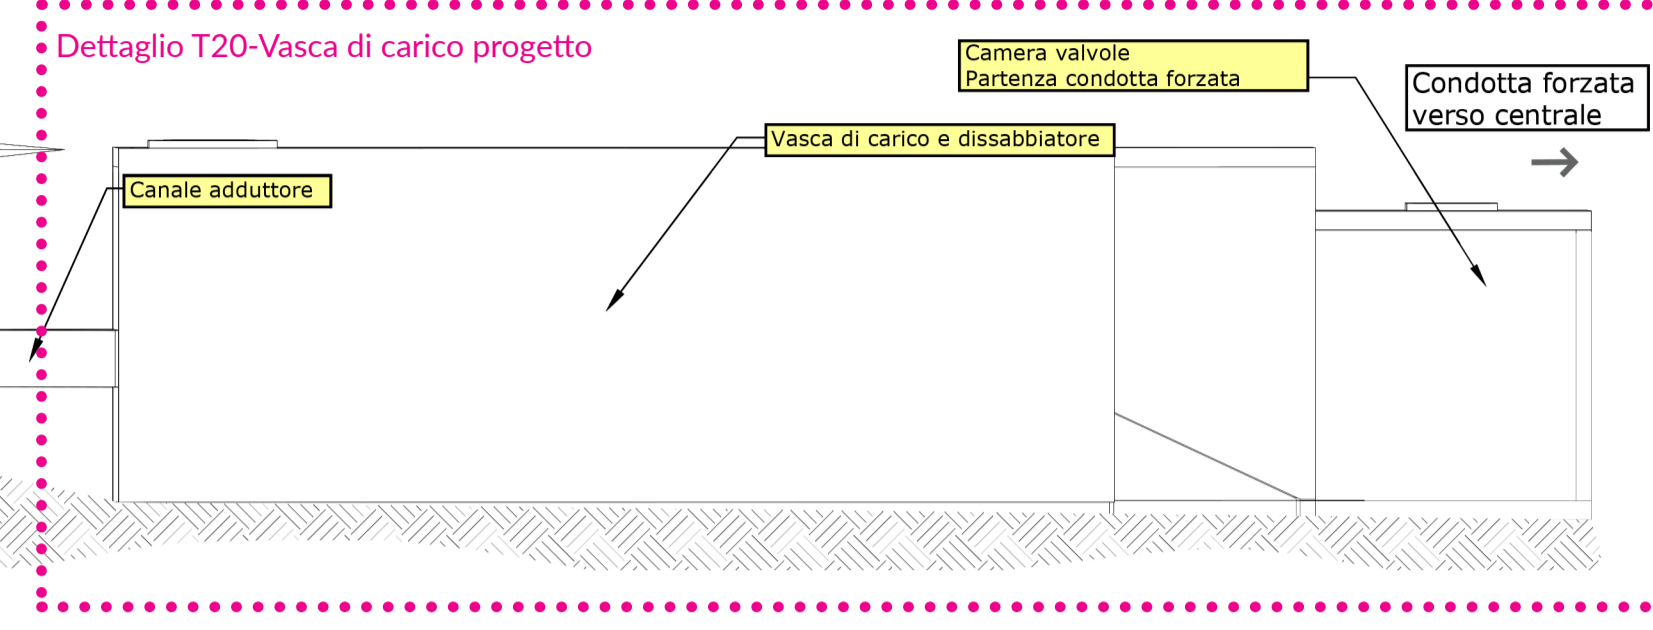 Dettaglio T20-Vasca di carico progetto
Camera valvole
Partenza condotta forzata
Condotta forzata
verso centrale
Vasca di carico e dissabbiatore
Canale adduttore